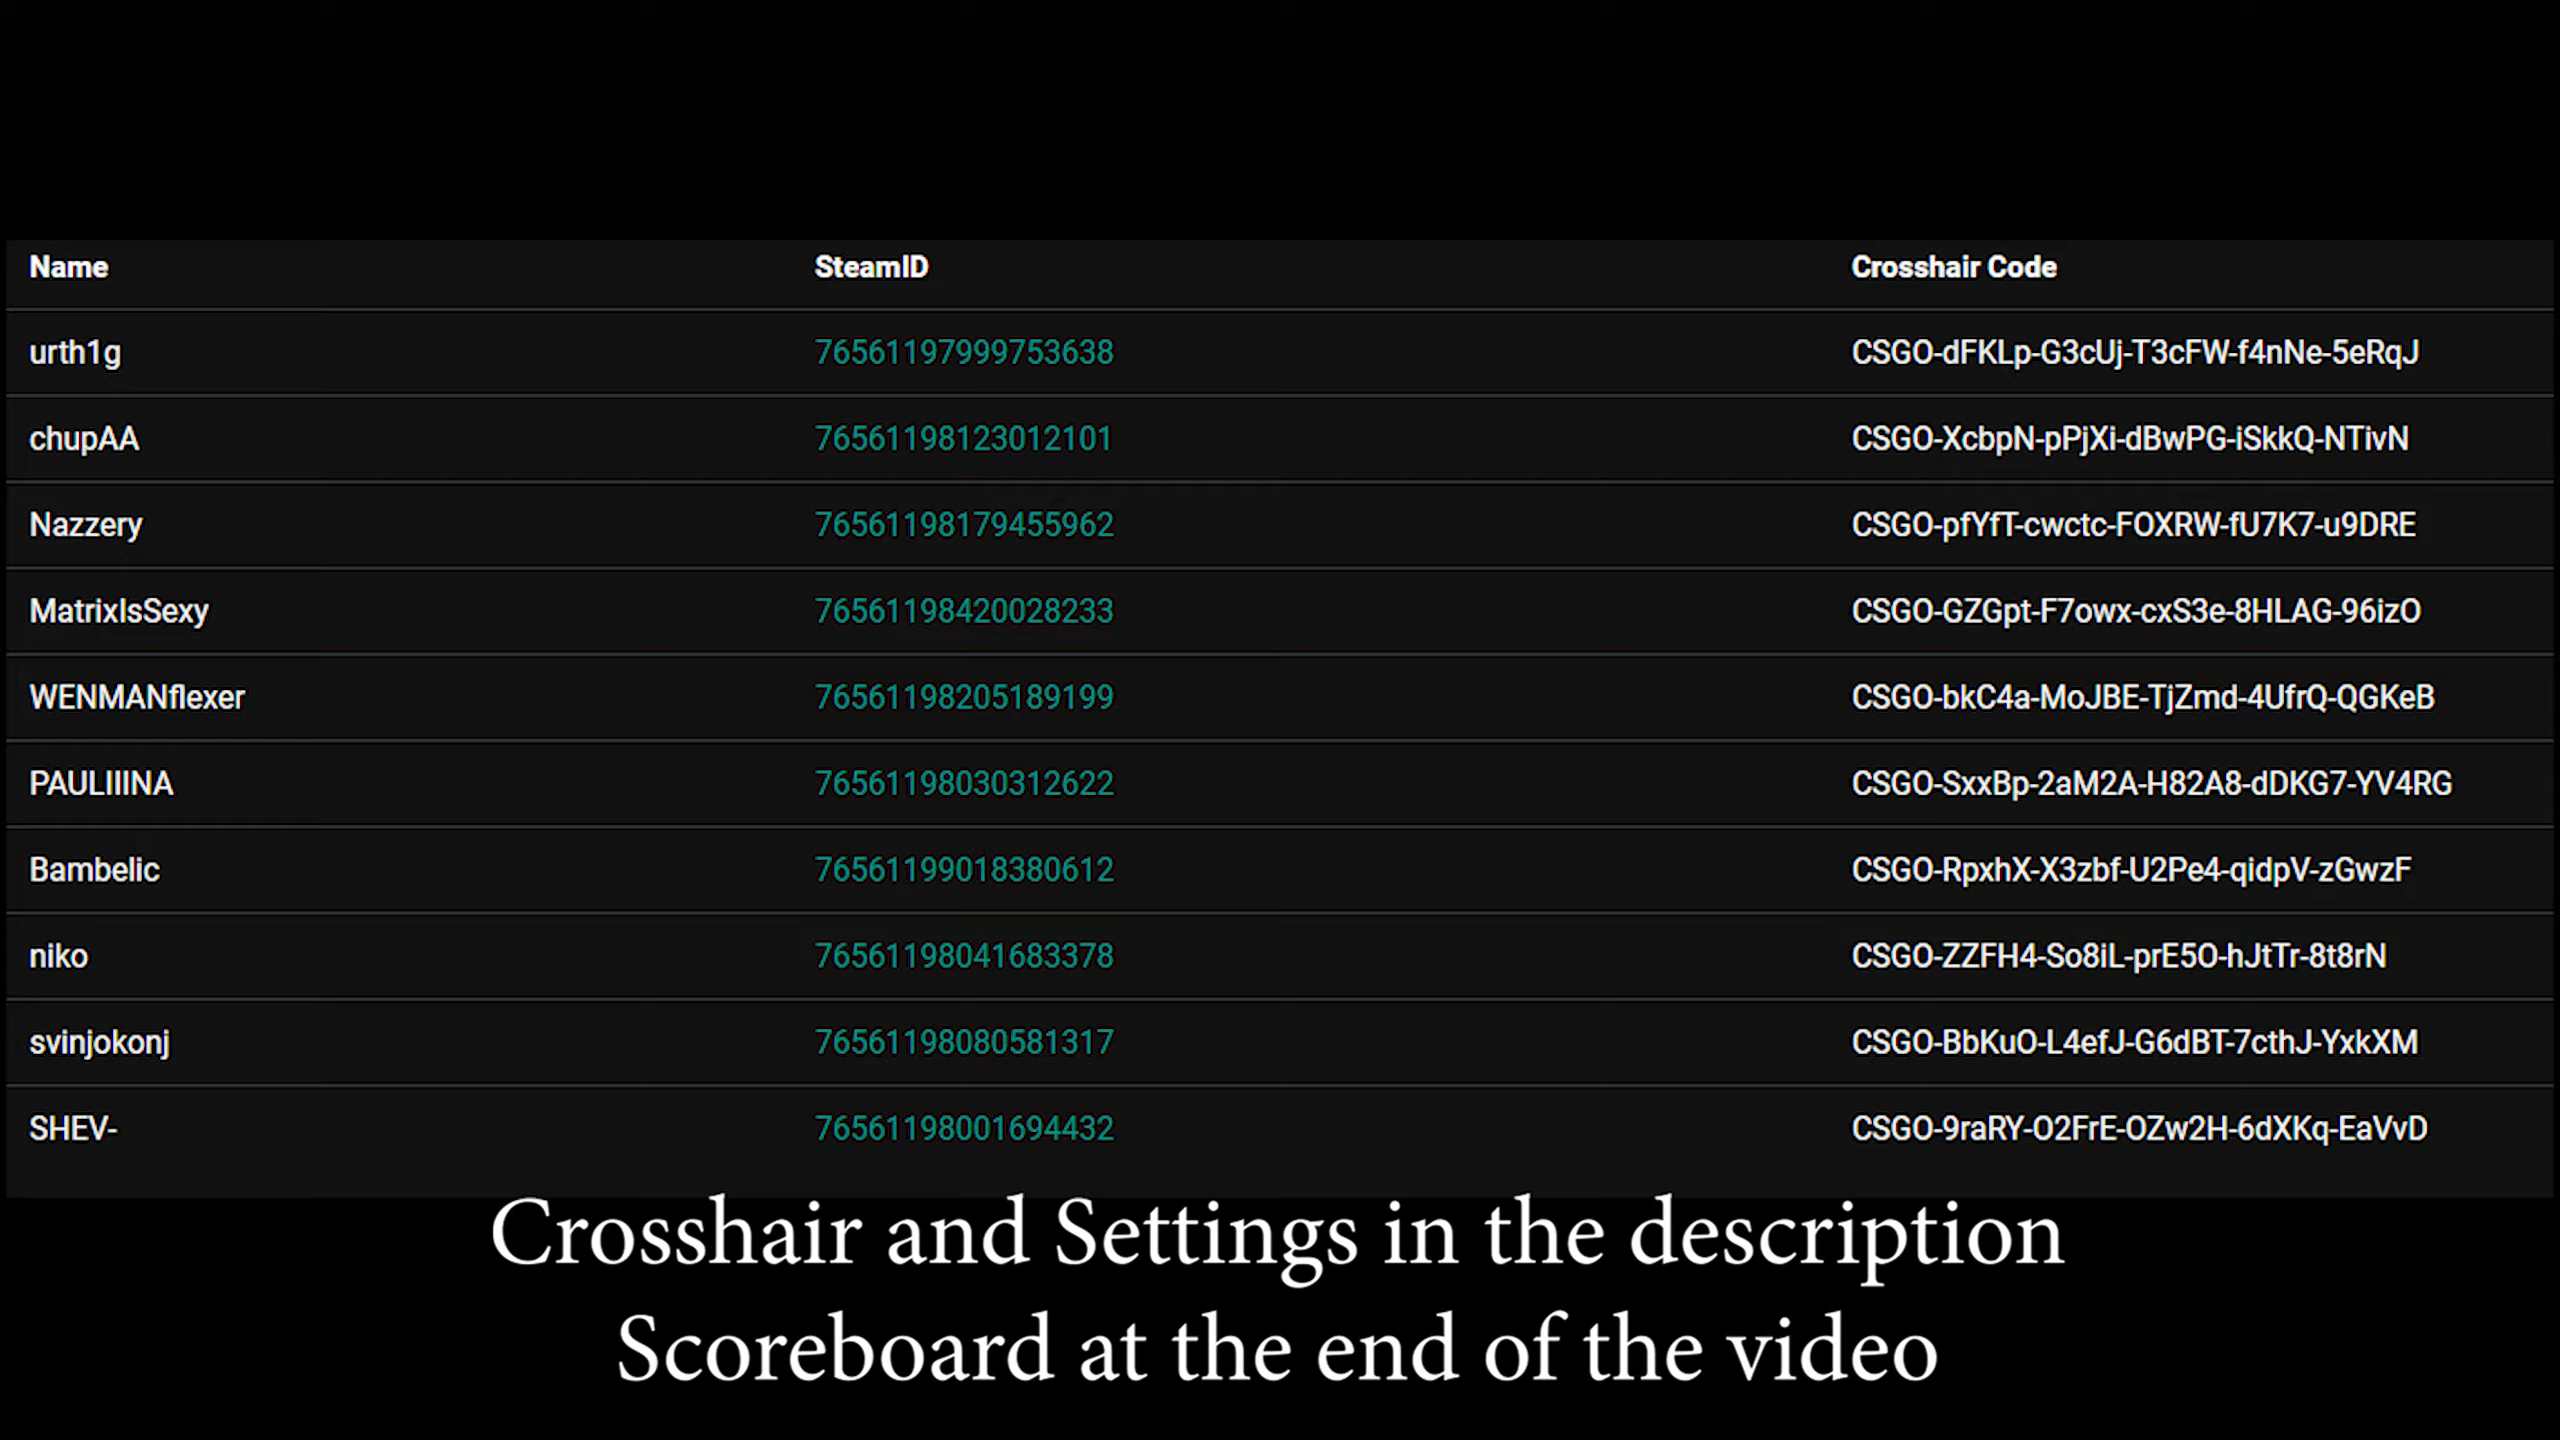 Name SteamID Crosshair Code
urth1g 76561197999753638 CSGO-dFKLp-G3cUj-T3cFW-f4nNe-5eRqJ
chupAA 76561198123012101 CSGO-XcbpN-pPjXi-dBwPG-iSkkQ-NTivN
Nazzery 76561198179455962 CSGO-pfYfT-cwctc-FOXRW-fU7K7-u9DRE
MatrixIsSexy 76561198420028233 CSGO-GZGpt-F7owx-cxS3e-8HLAG-96izO
WENMANflexer 76561198205189199 CSGO-bkC4a-MoJBE-TjZmd-4UfrQ-QGKeB
PAULIIINA 76561198030312622 CSGO-SxxBp-2aM2A-H82A8-dDKG7-YV4RG
Bambelic 76561199018380612 CSGO-RpxhX-X3zbf-U2Pe4-qidpV-zGwzF
niko 76561198041683378 CSGO-ZZFH4-So8iL-prE5O-hJtTr-8t8rN
svinjokonj 76561198080581317 CSGO-BbKuO-L4efJ-G6dBT-7cthJ-YxkXM
SHEV- 76561198001694432 CSGO-9raRY-O2FrE-OZw2H-6dXKq-EaVvD
Crosshair and Settings in the description
Scoreboard at the end of the video